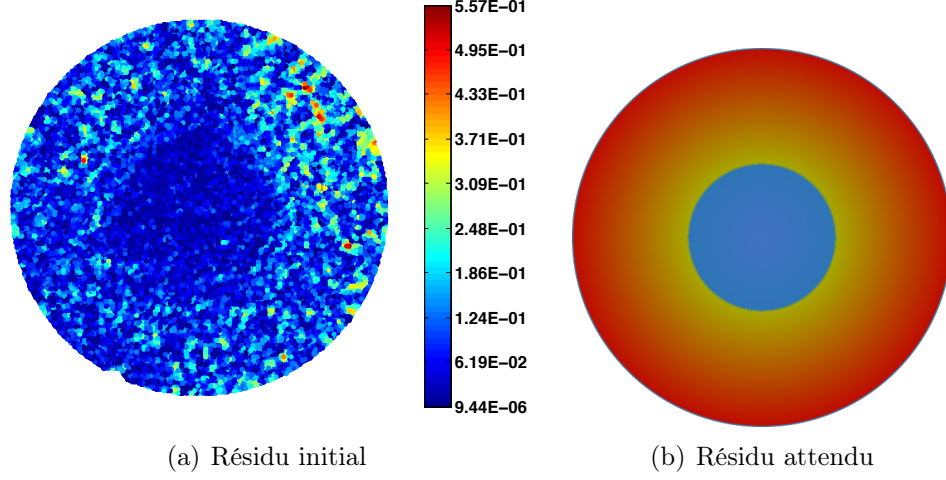 5.57E−01
4.95E−01
4.33E−01
3.71E−01
3.09E−01
2.48E−01
1.86E−01
1.24E−01
6.19E−02
9.44E−06
(a) Résidu initial
(b) Résidu attendu